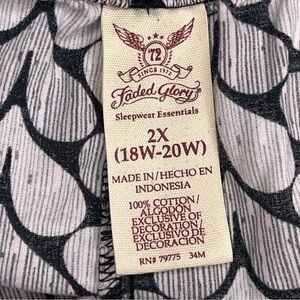 72
SINCE 1972
Faded Glory
Sleepwear Essentials
2X
(18W-20W)
MADE IN/HECHO EN
INDONESIA
100% COTTON/
ALGODON
EXCLUSIVE OF
DECORATION/
EXCLUSIVO DE
DECORACIÓN
RN# 79775 34M